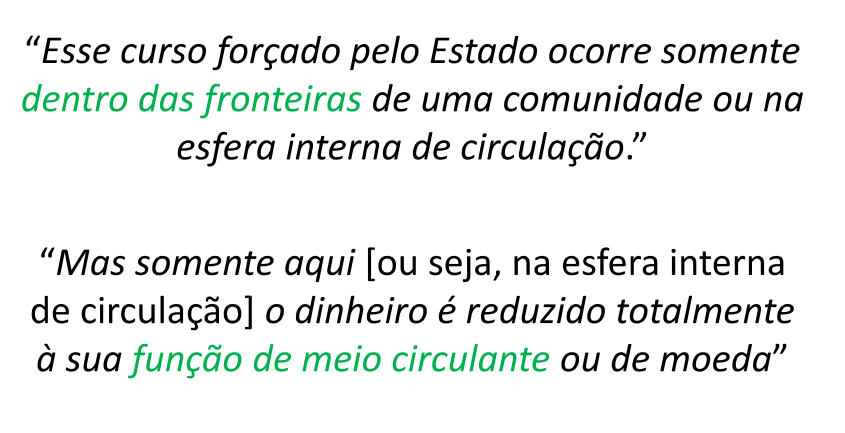 “Esse curso forçado pelo Estado ocorre somente
dentro das fronteiras de uma comunidade ou na
esfera interna de circulação.”
“Mas somente aqui [ou seja, na esfera interna
de circulação] o dinheiro é reduzido totalmente
à sua função de meio circulante ou de moeda”